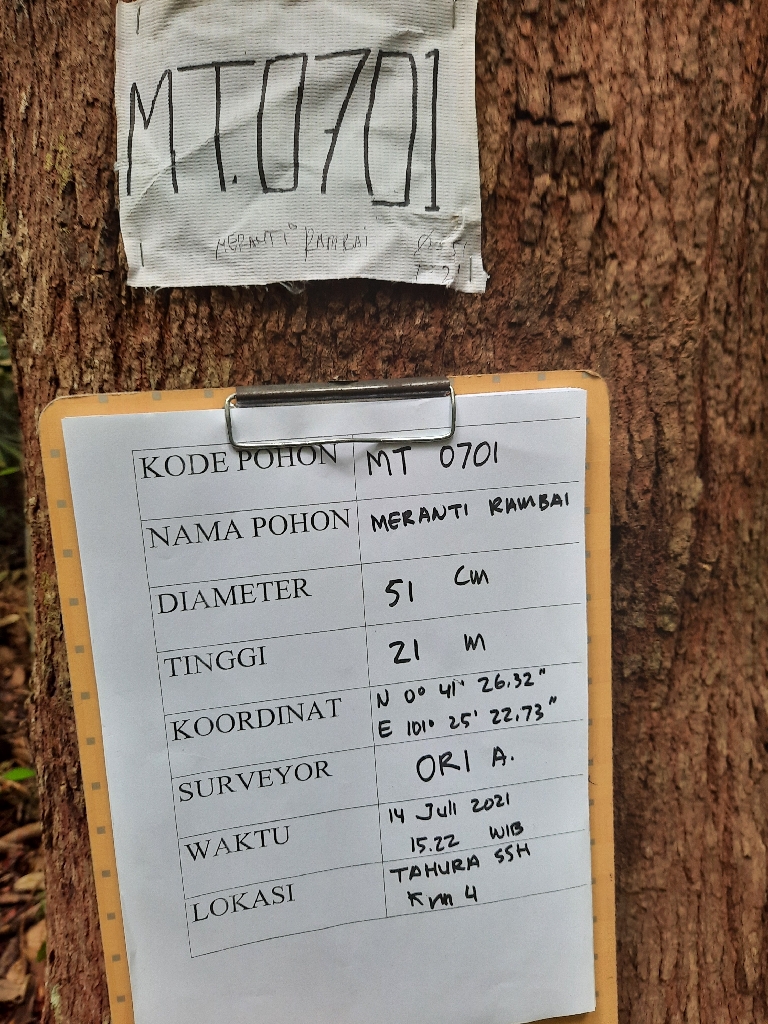 MT.0701
MERANTI RAMBAI
KODE POHON MT 0701
NAMA POHON MERANTI RAMBAI
DIAMETER 51 Cm
TINGGI 21 m
KOORDINAT N 0° 41' 26.32"
E 101° 25' 22.73"
SURVEYOR ORI A.
WAKTU 14 Juli 2021
15.22 WIB
LOKASI TAHURA SSH
Km 4